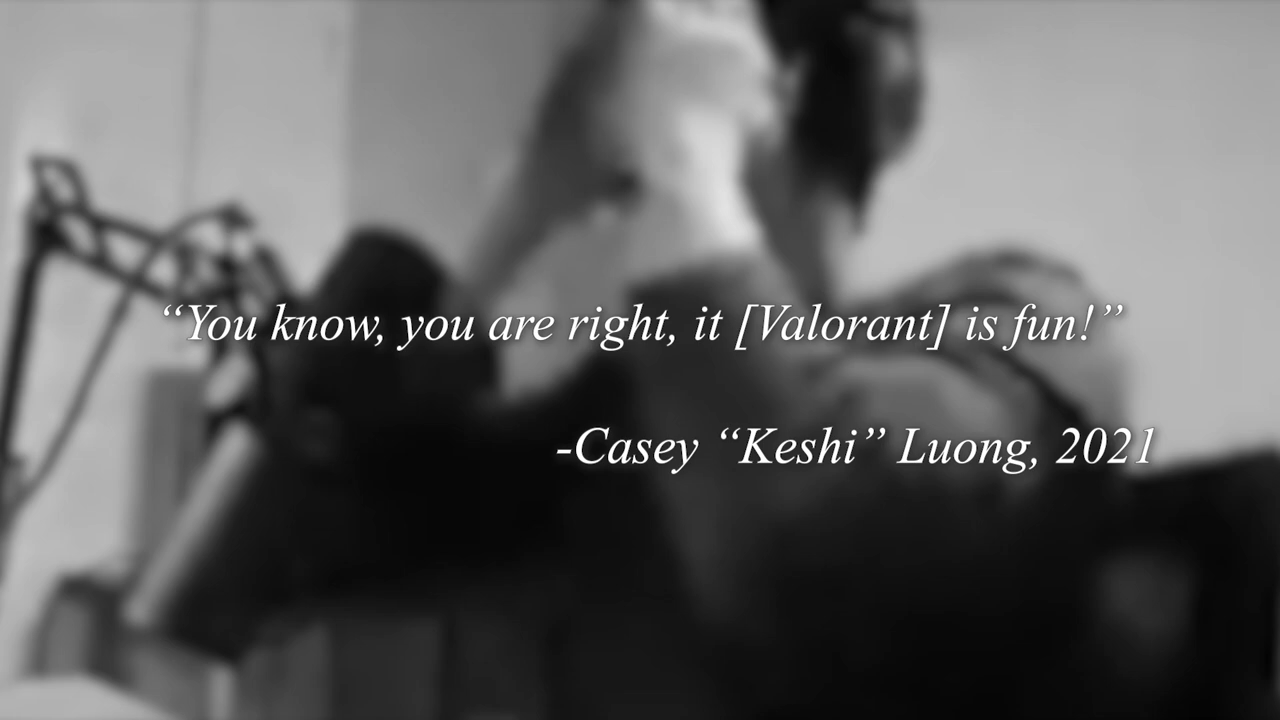 “You know, you are right, it [Valorant] is fun!”
-Casey “Keshi” Luong, 2021